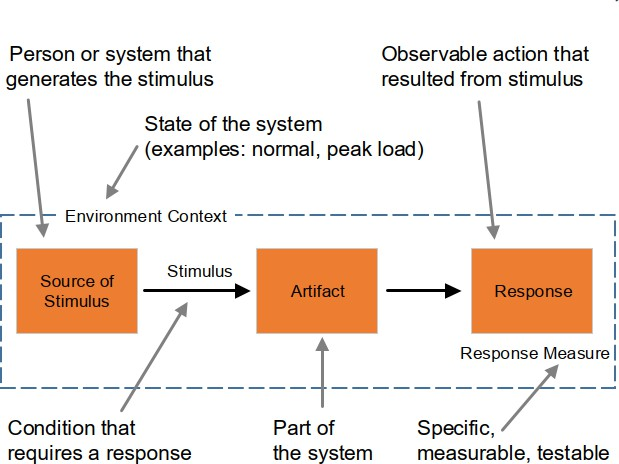 Person or system that
generates the stimulus
Observable action that
resulted from stimulus
State of the system
(examples: normal, peak load)
Environment Context
Source of
Stimulus
Stimulus
Artifact
Response
Response Measure
Condition that
requires a response
Part of
the system
Specific,
measurable, testable